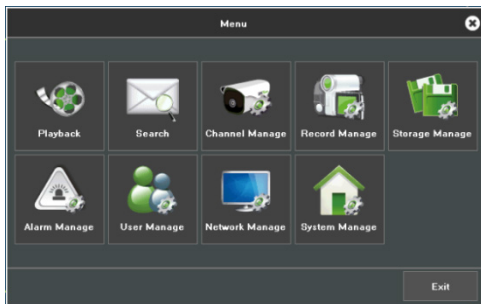 Menu
Playback
Search
Channel Manage
Record Manage
Storage Manage
Alarm Manage
User Manage
Network Manage
System Manage
Exit